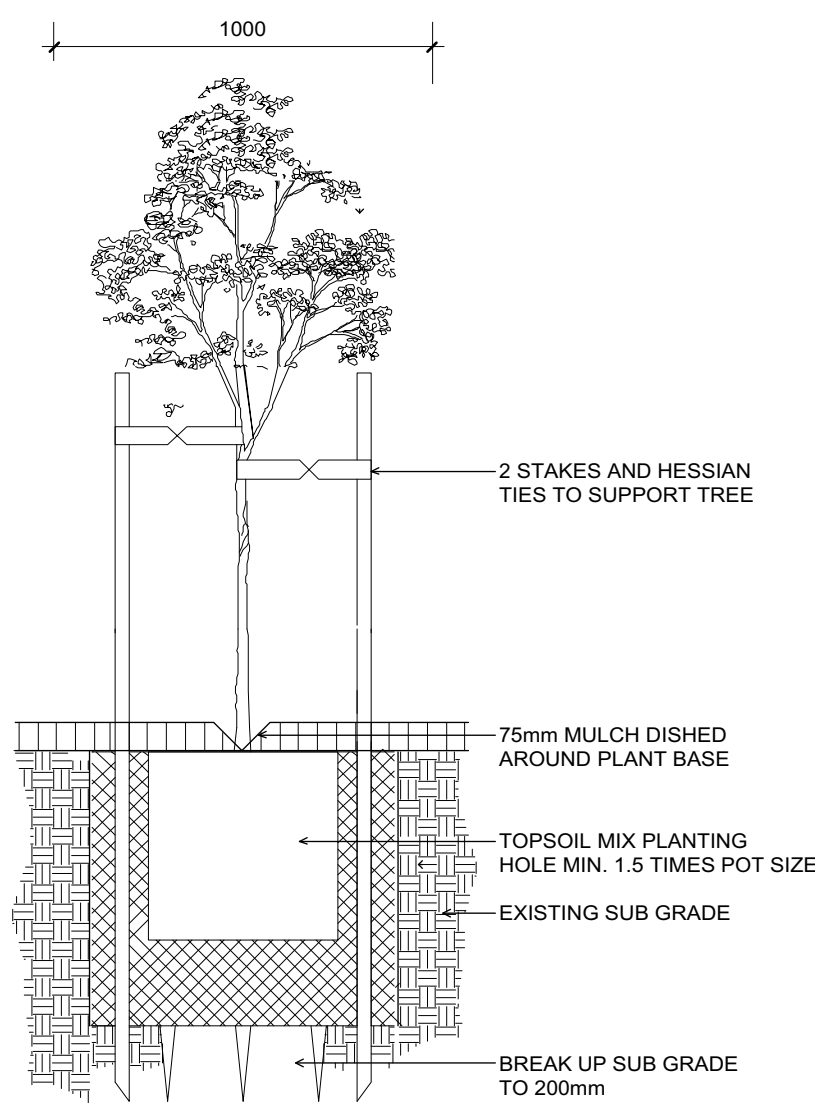 1000
2 STAKES AND HESSIAN
TIES TO SUPPORT TREE
75mm MULCH DISHED
AROUND PLANT BASE
TOPSOIL MIX PLANTING
HOLE MIN. 1.5 TIMES POT SIZE
EXISTING SUB GRADE
BREAK UP SUB GRADE
TO 200mm